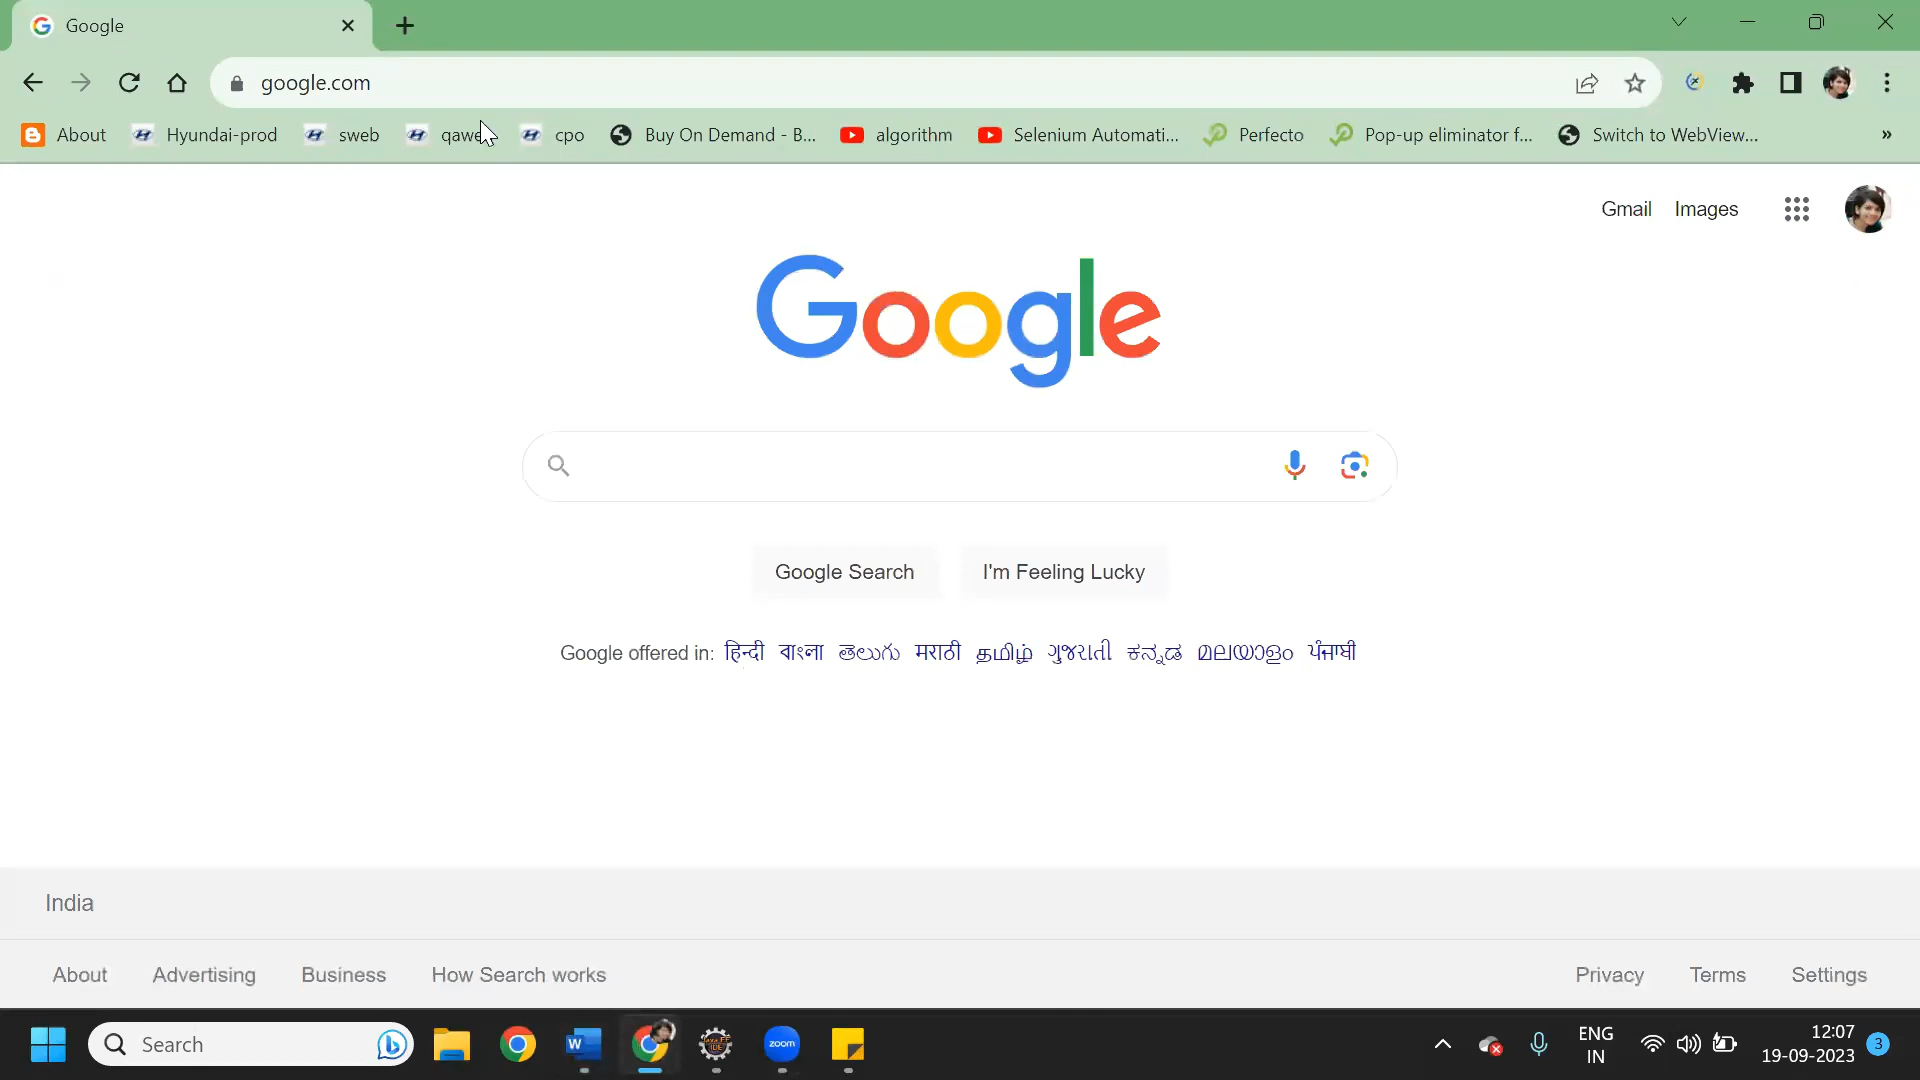 Google
google.com
About Hyundai-prod sweb cpo Buy On Demand - B... algorithm Selenium Automati... Perfecto Pop-up eliminator f... Switch to WebView... »
Gmail Images
Google
Google Search I'm Feeling Lucky
Google offered in: हिन्दी বাংলা తెలుగు मराठी தமிழ் ગુજરાતી ಕನ್ನಡ മലയാളം ਪੰਜਾਬੀ
India
About Advertising Business How Search works Privacy Terms Settings
Search zoom ENG 12:07
IN 19-09-2023 3